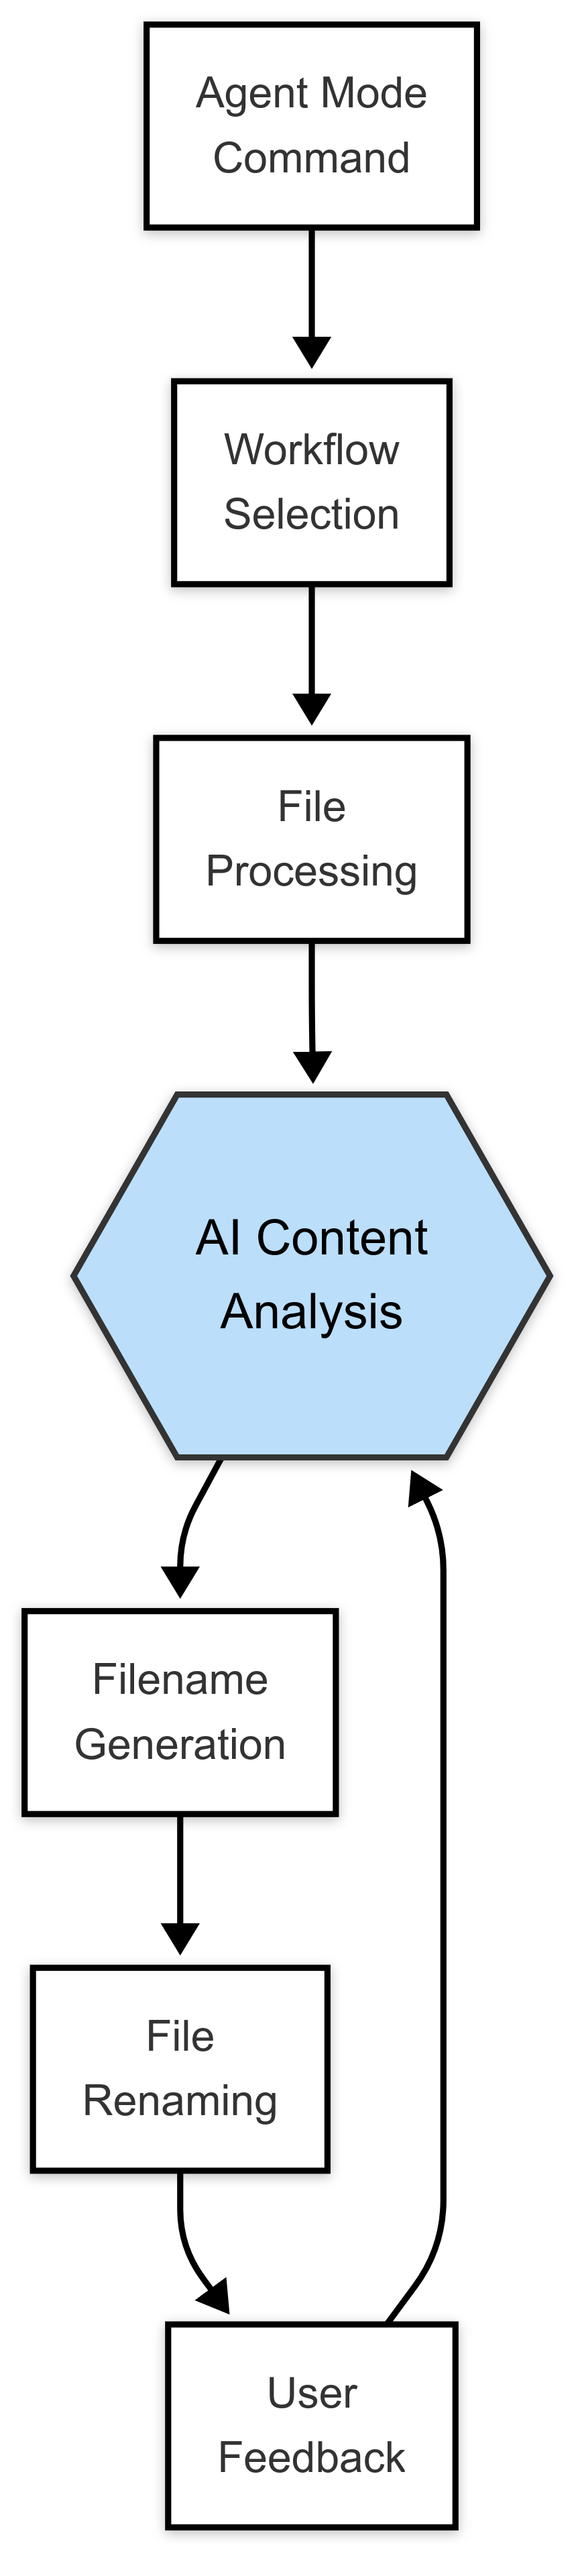 Agent Mode
Command
Workflow
Selection
File
Processing
AI Content
Analysis
Filename
Generation
File
Renaming
User
Feedback